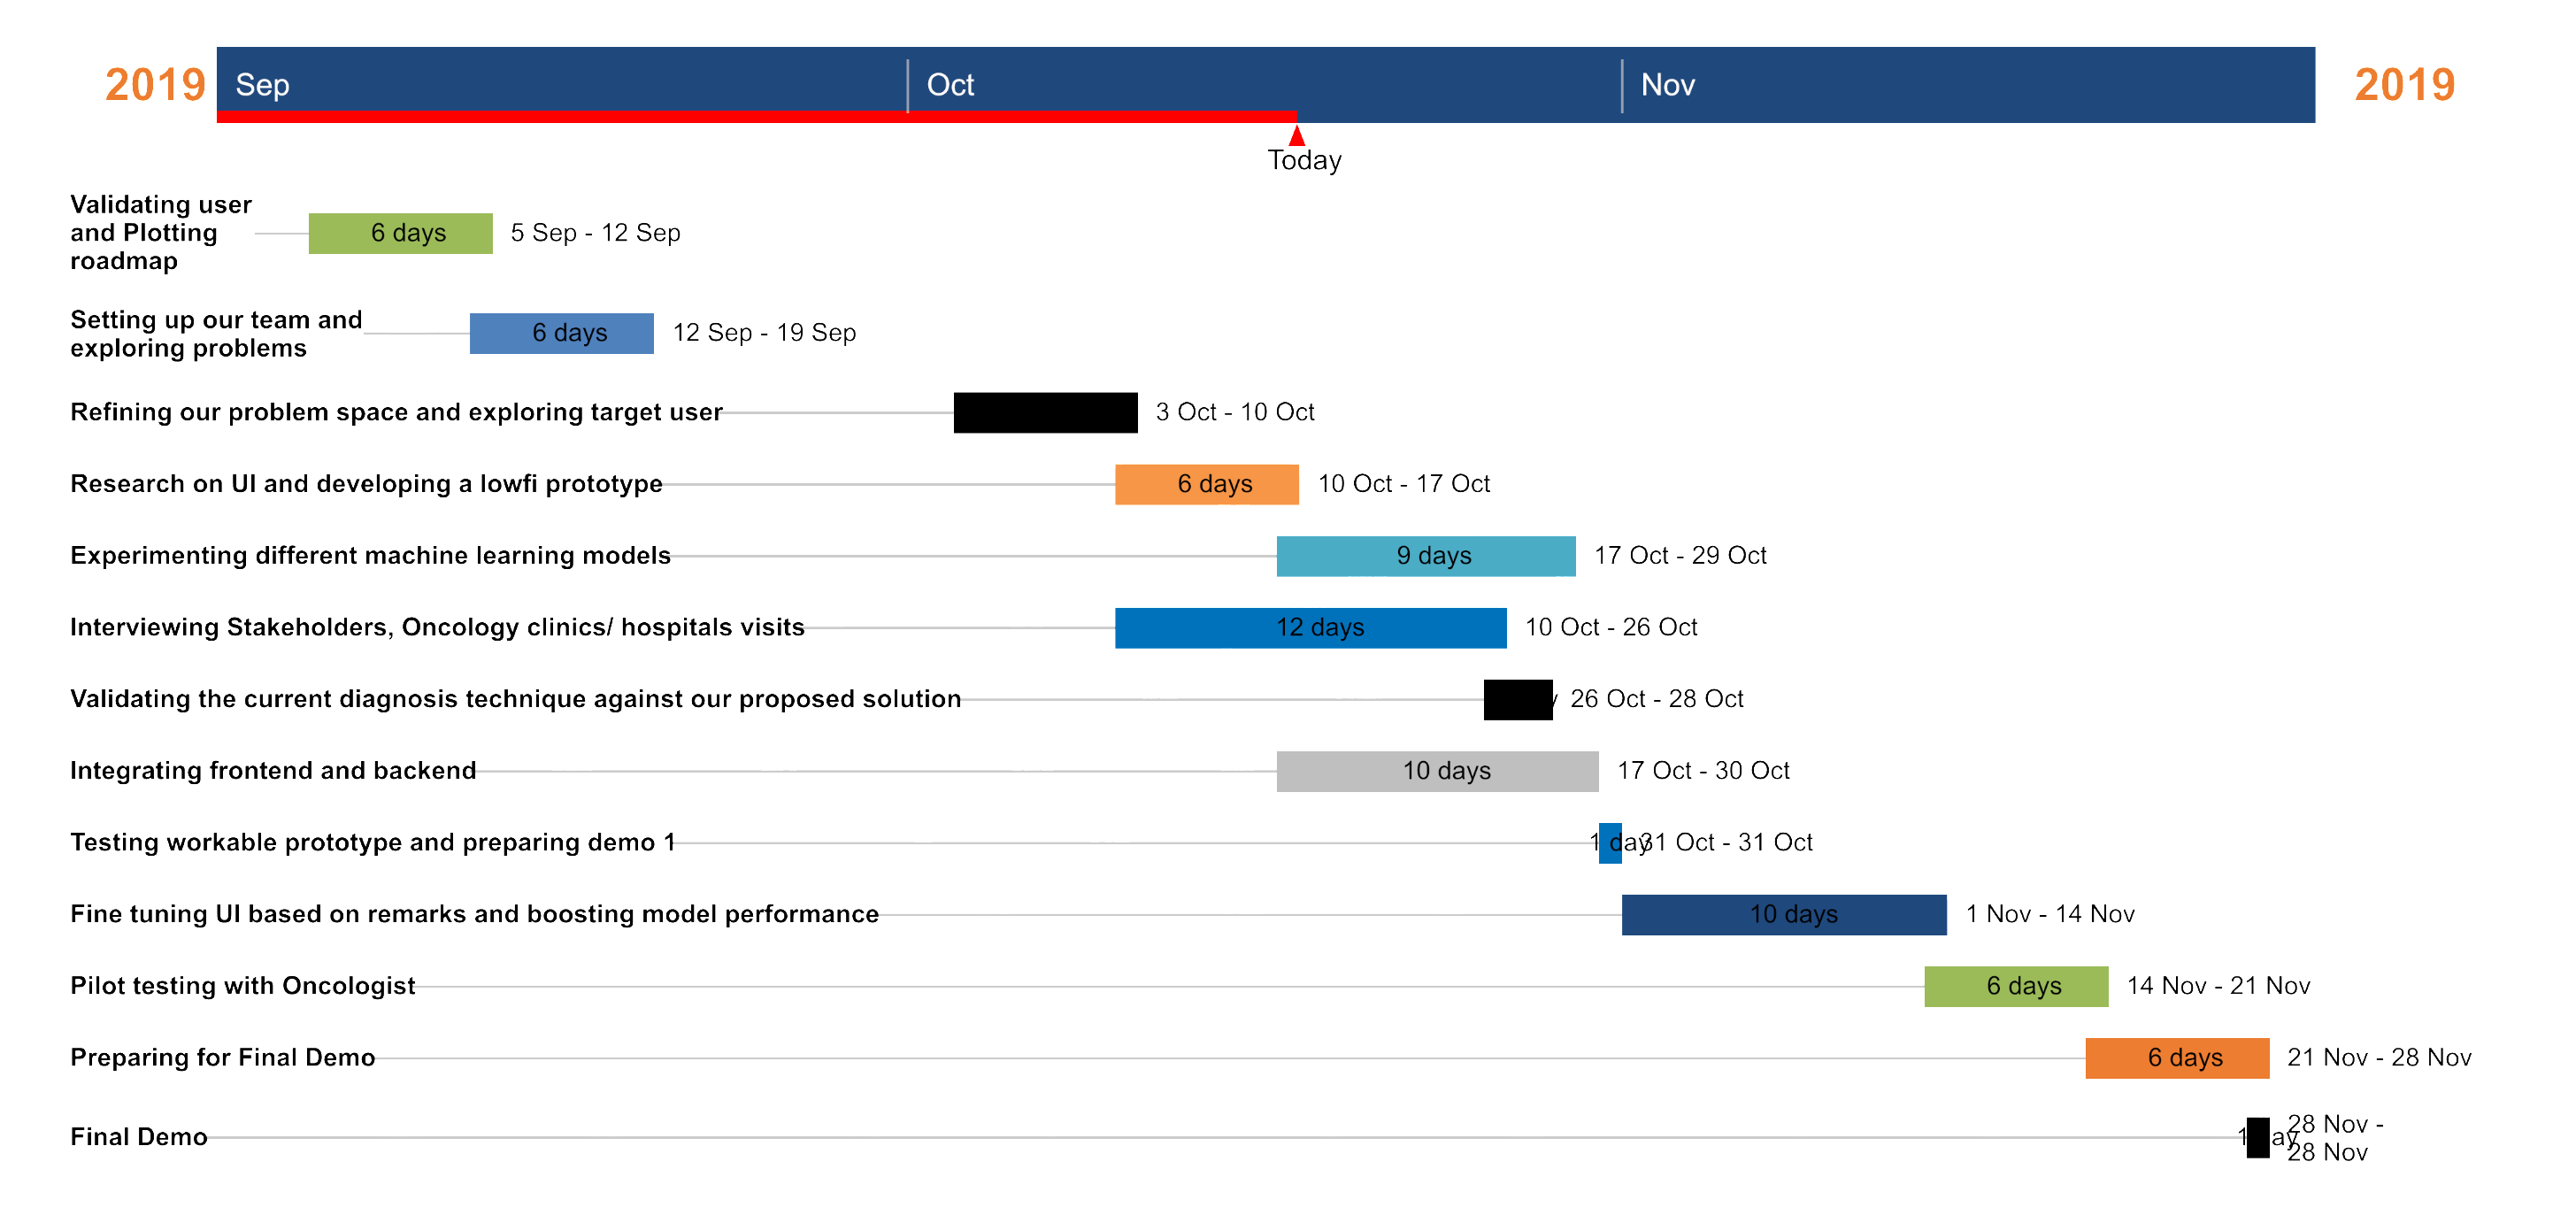 2019 Sep Oct Nov 2019
Today
Validating user
and Plotting
roadmap
6 days 5 Sep - 12 Sep
Setting up our team and
exploring problems
6 days 12 Sep - 19 Sep
Refining our problem space and exploring target user 3 Oct - 10 Oct
Research on UI and developing a lowfi prototype 6 days 10 Oct - 17 Oct
Experimenting different machine learning models 9 days 17 Oct - 29 Oct
Interviewing Stakeholders, Oncology clinics/ hospitals visits 12 days 10 Oct - 26 Oct
Validating the current diagnosis technique against our proposed solution 26 Oct - 28 Oct
Integrating frontend and backend 10 days 17 Oct - 30 Oct
Testing workable prototype and preparing demo 1 1 day 31 Oct - 31 Oct
Fine tuning UI based on remarks and boosting model performance 10 days 1 Nov - 14 Nov
Pilot testing with Oncologist 6 days 14 Nov - 21 Nov
Preparing for Final Demo 6 days 21 Nov - 28 Nov
Final Demo 28 Nov -
28 Nov